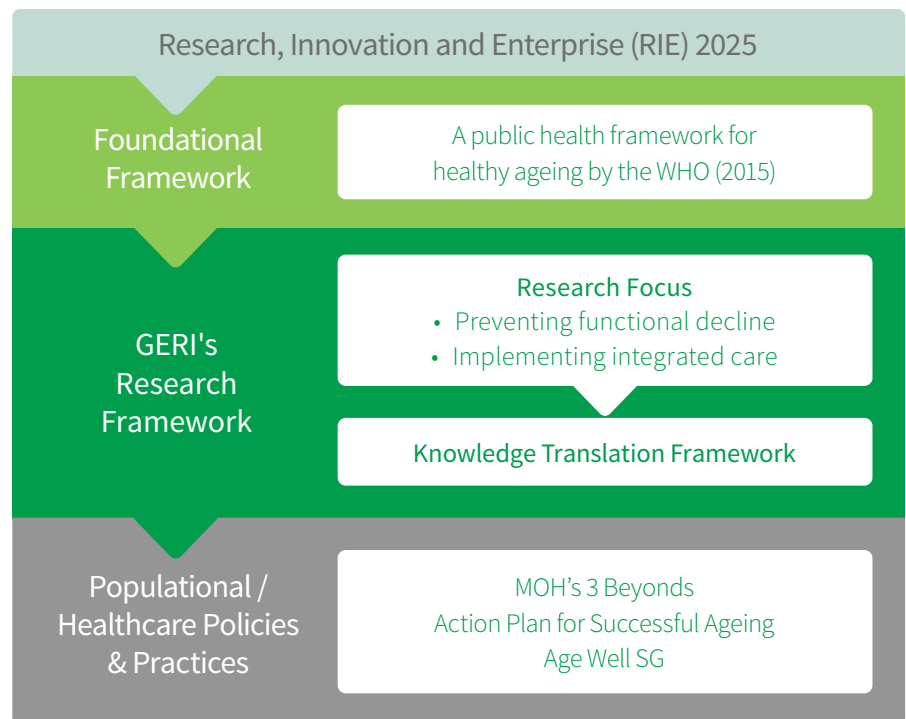 Research, Innovation and Enterprise (RIE) 2025
Foundational
Framework
A public health framework for
healthy ageing by the WHO (2015)
GERI's
Research
Framework
Research Focus
• Preventing functional decline
• Implementing integrated care
Knowledge Translation Framework
Populational /
Healthcare Policies
& Practices
MOH’s 3 Beyonds
Action Plan for Successful Ageing
Age Well SG